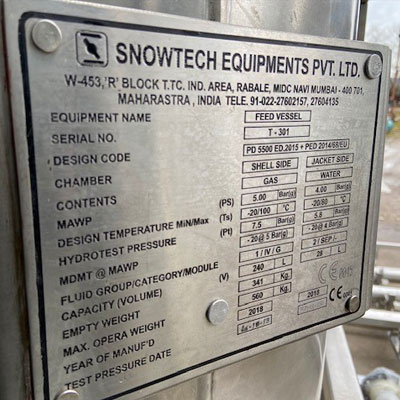 SNOWTECH EQUIPMENTS PVT. LTD.
W-453,'R' BLOCK T.TC. IND. AREA, RABALE, MIDC NAVI MUMBAI - 400 701,
MAHARASTRA , INDIA TELE. 91-022-27602157, 27604135
EQUIPMENT NAME FEED VESSEL
SERIAL NO. T - 301
DESIGN CODE PD 5500 ED.2015 + PED 2014/68/EU
CHAMBER SHELL SIDE JACKET SIDE
CONTENTS GAS WATER
MAWP (PS) 5.00 Bar(g) 4.00 Bar(g)
DESIGN TEMPERATURE MiN/Max (Ts) -20/100 °C -20/80 °C
HYDROTEST PRESSURE (Pt) 7.5 Bar(g) 5.8 Bar(g)
MDMT @ MAWP - 20@ 5 Bar(g) - 20@ 4 Bar(g)
FLUID GROUP/CATEGORY/MODULE 1 / IV / G 2 / SEP /
CAPACITY (VOLUME) (V) 240 L 28 L
EMPTY WEIGHT 341 Kg
MAX. OPERA WEIGHT 560 Kg
YEAR OF MANUF'D 2018 2018
TEST PRESSURE DATE
CE